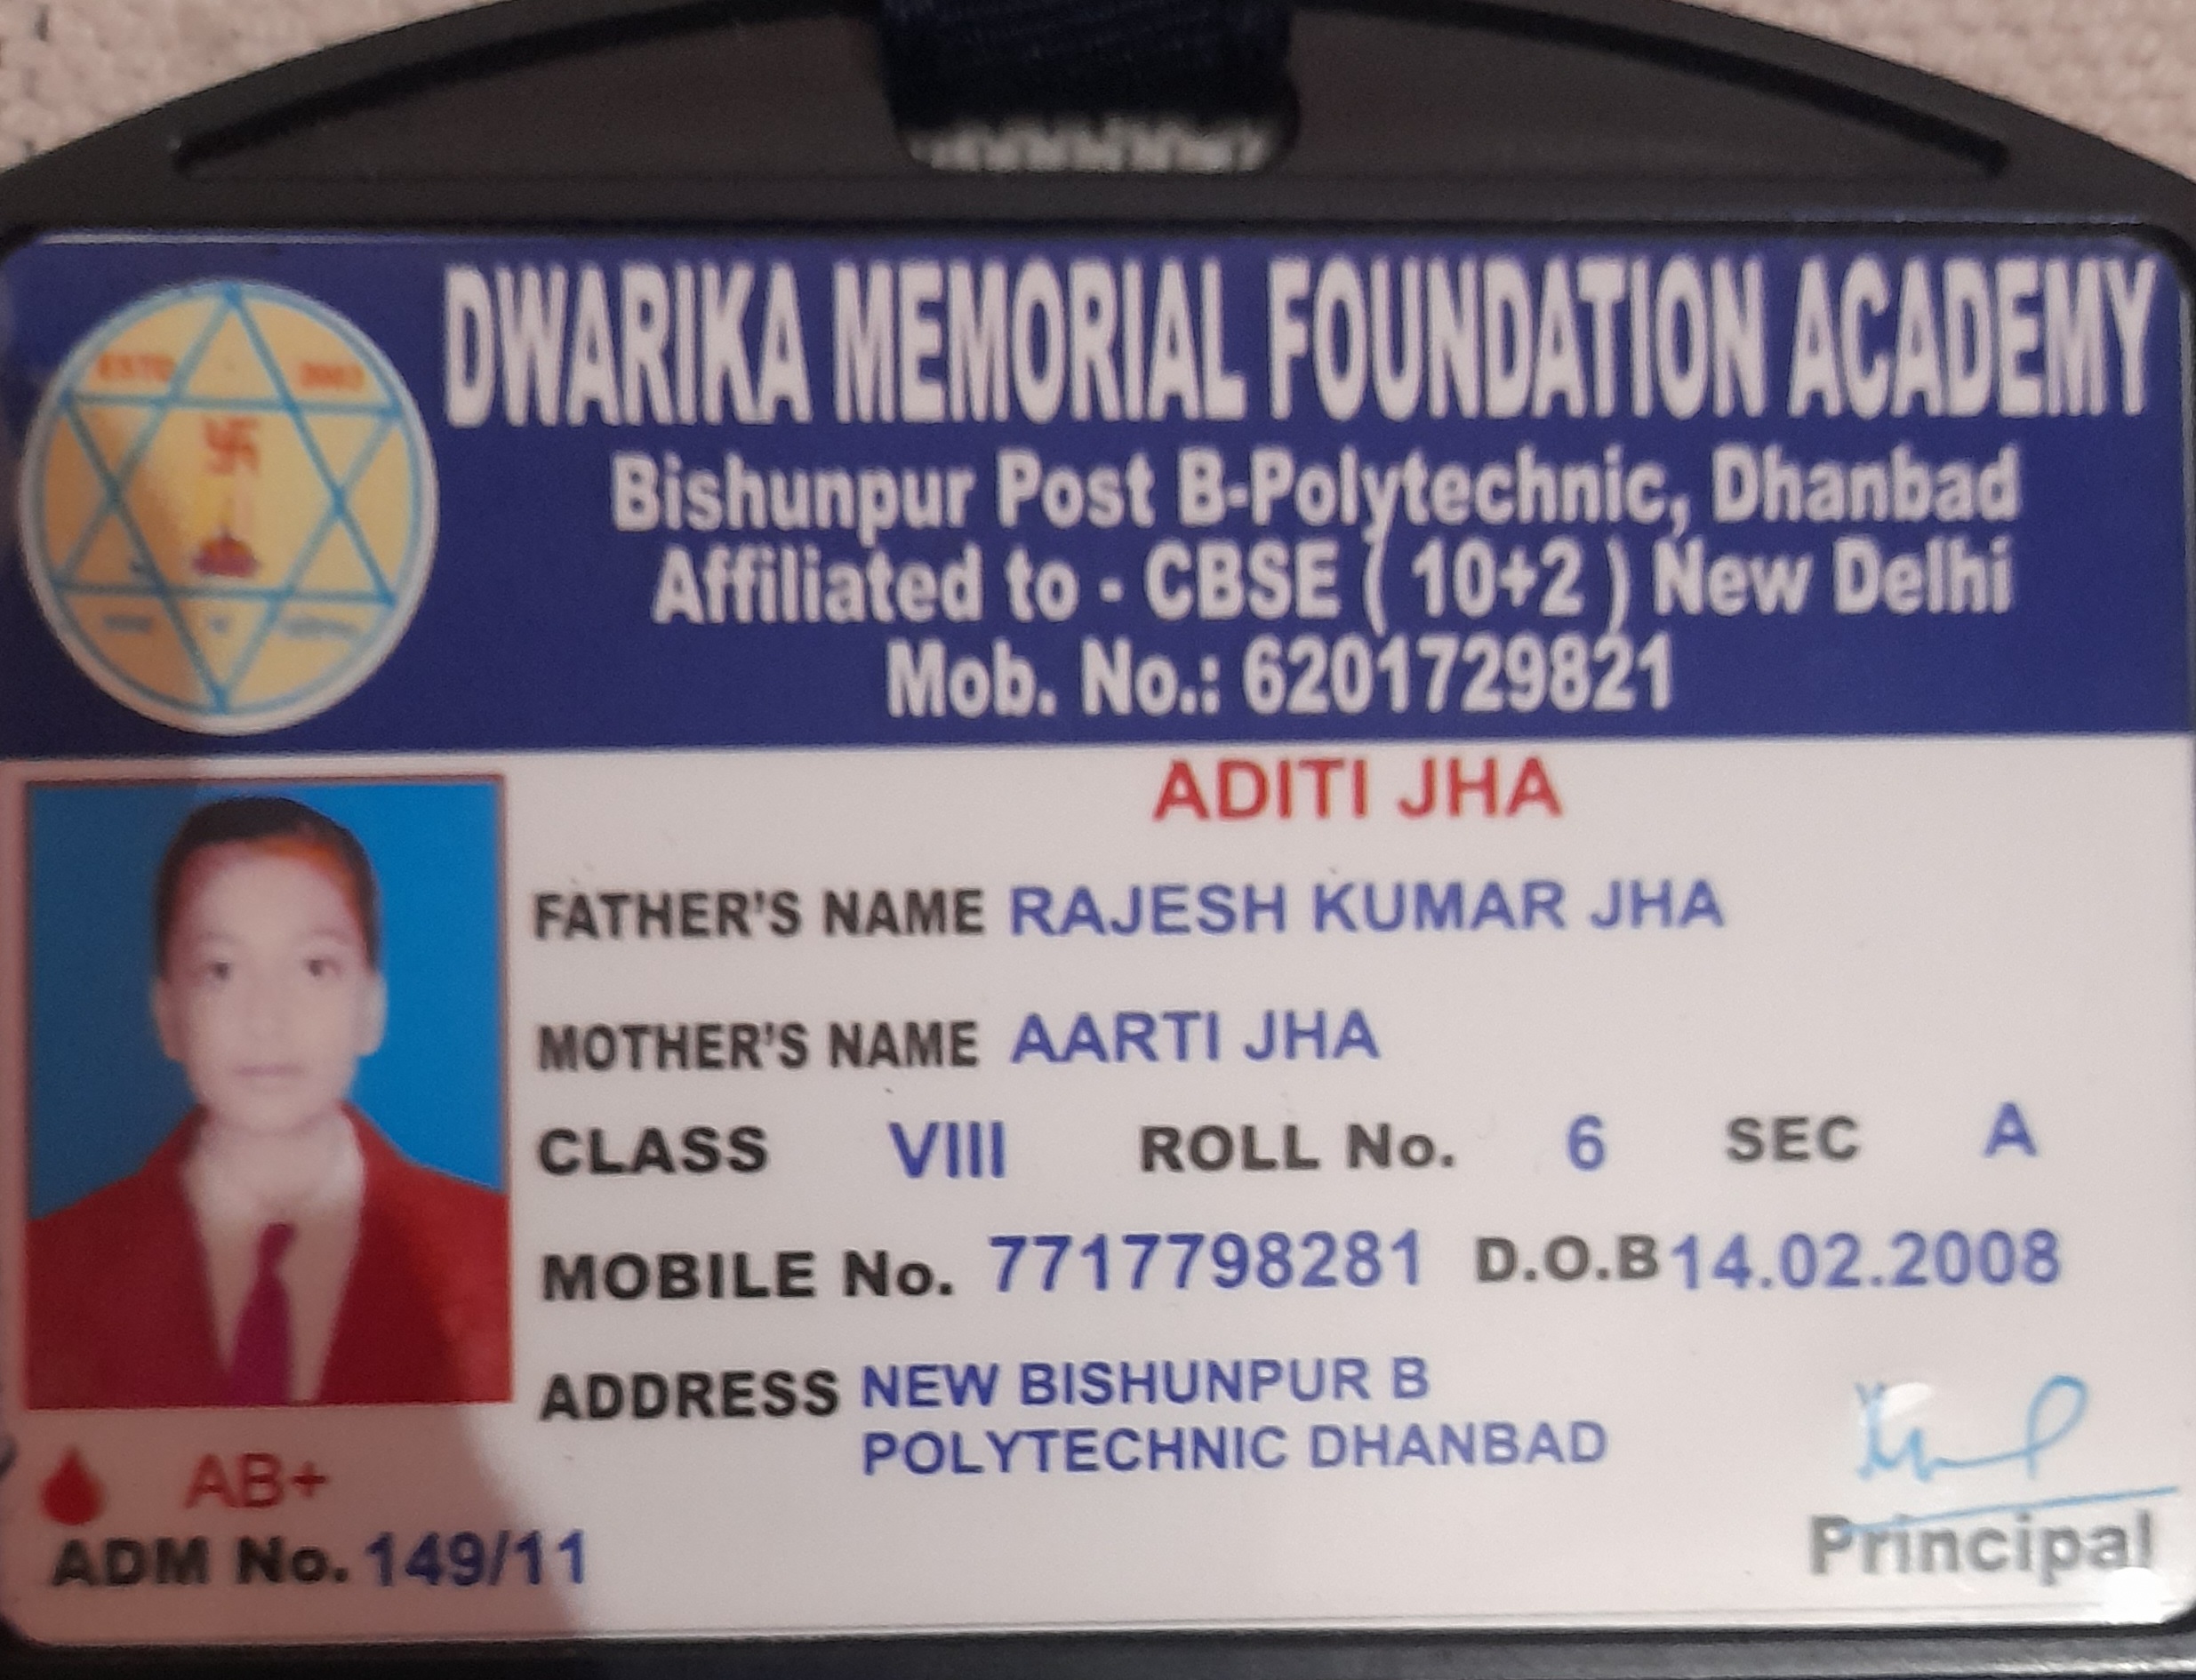 DWARIKA MEMORIAL FOUNDATION ACADEMY
Bishunpur Post B-Polytechnic, Dhanbad
Affiliated to - CBSE ( 10+2 ) New Delhi
Mob. No.: 6201729821
ESTD
ADITI JHA
FATHER'S NAME RAJESH KUMAR JHA
MOTHER'S NAME AARTI JHA
CLASS VIII ROLL No. 6 SEC A
MOBILE No. 7717798281 D.O.B 14.02.2008
ADDRESS NEW BISHUNPUR B
POLYTECHNIC DHANBAD
AB+
ADM No. 149/11
Principal